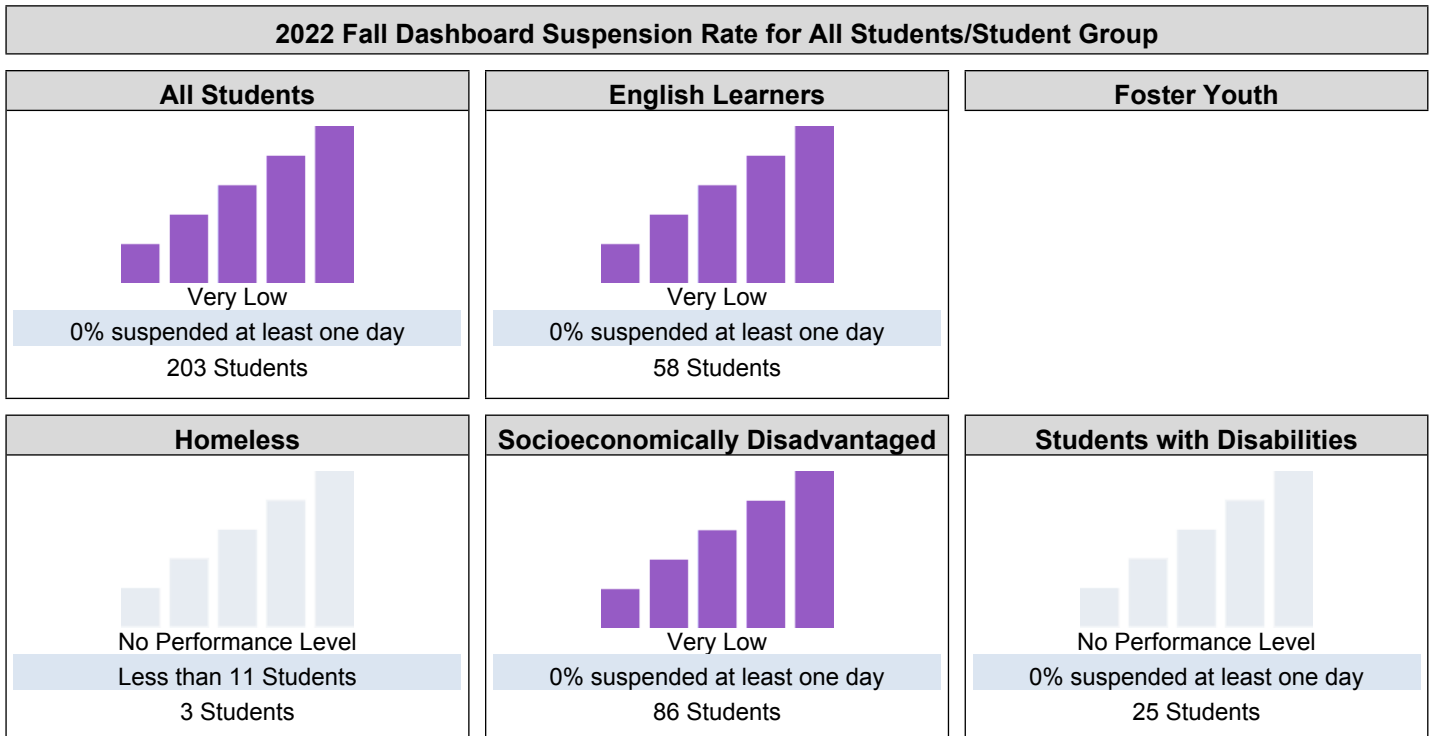 2022 Fall Dashboard Suspension Rate for All Students/Student Group
All Students
Very Low
0% suspended at least one day
203 Students
English Learners
Very Low
0% suspended at least one day
58 Students
Foster Youth
Homeless
No Performance Level
Less than 11 Students
3 Students
Socioeconomically Disadvantaged
Very Low
0% suspended at least one day
86 Students
Students with Disabilities
No Performance Level
0% suspended at least one day
25 Students